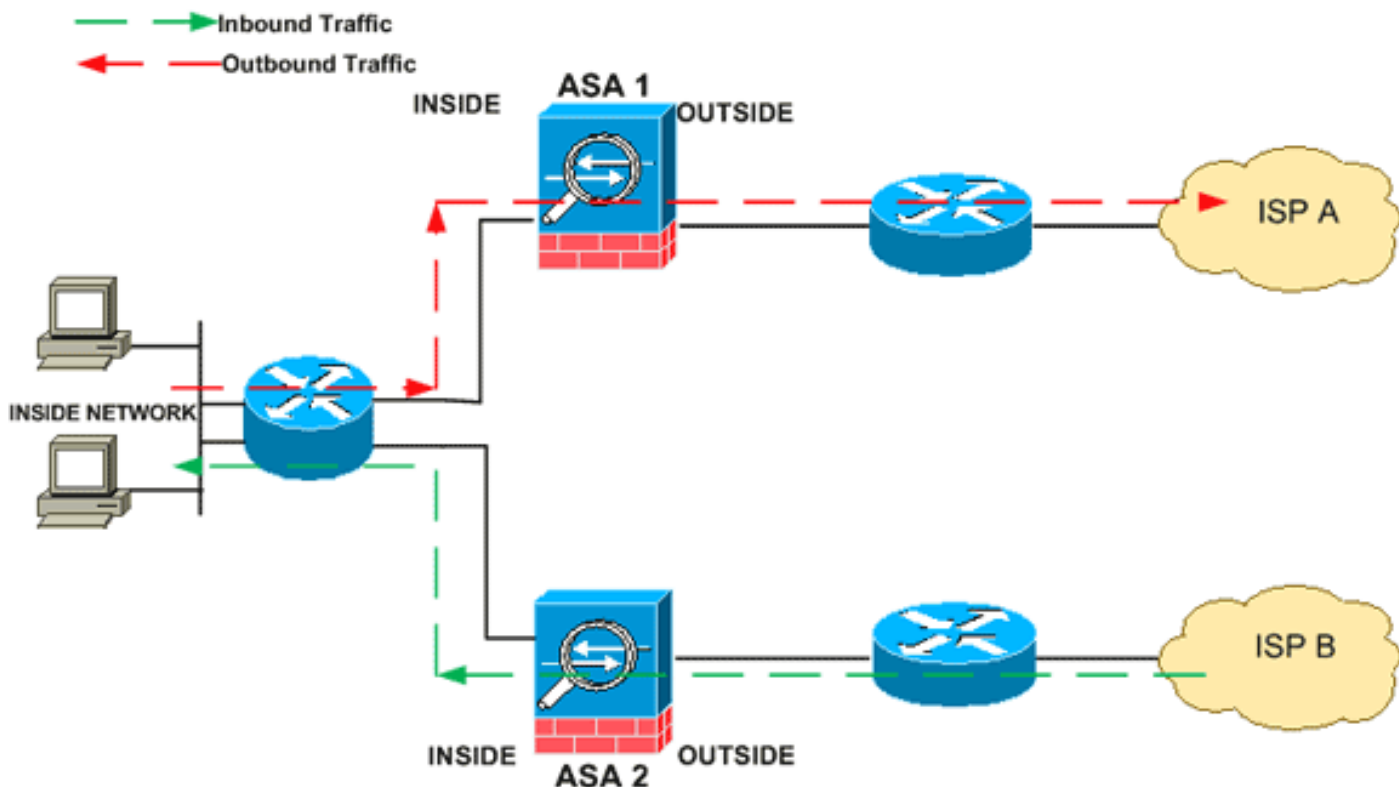 Inbound Traffic
Outbound Traffic
ASA 1
INSIDE
OUTSIDE
ISP A
INSIDE NETWORK
ISP B
INSIDE
OUTSIDE
ASA 2